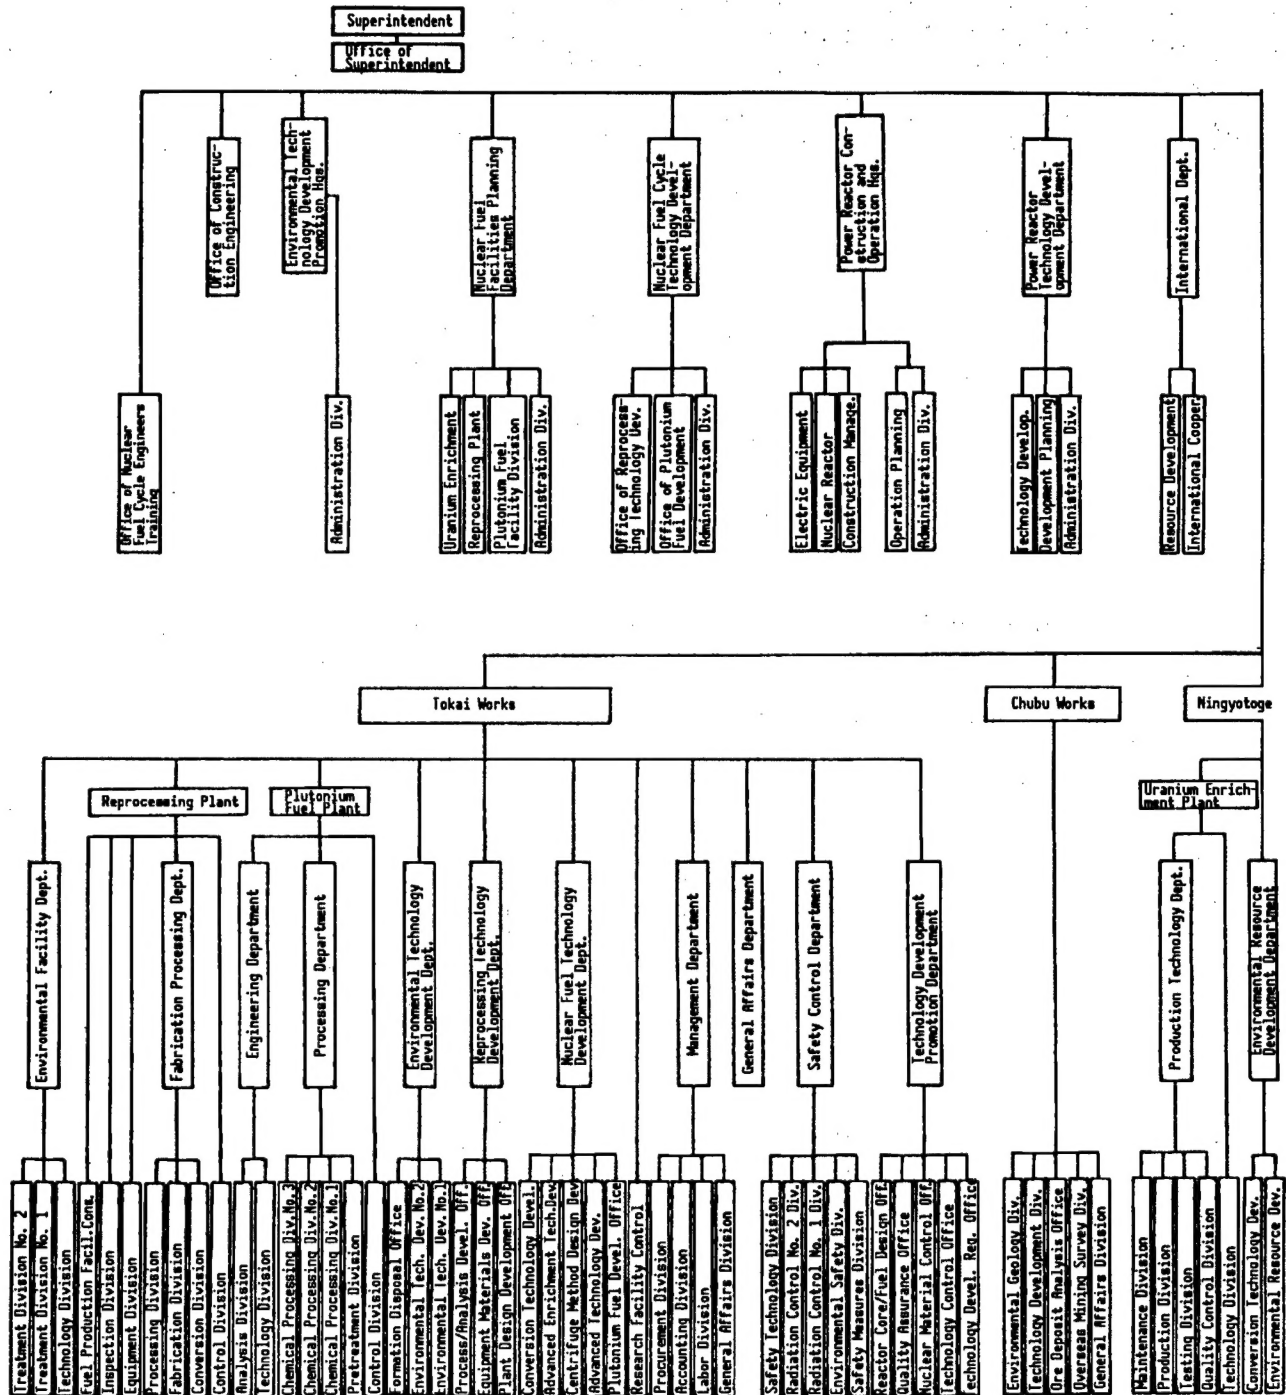 Superintendent
Office of
Superintendent
Office of Construc-
tion Engineering
Environmental Tech-
nology Development
Promotion Hqs.
Nuclear Fuel
Facilities Planning
Department
Nuclear Fuel Cycle
Technology Devel-
opment Department
Power Reactor Con-
struction and
Operation Hqs.
Power Reactor
Technology Devel-
opment Department
International Dept.
Office of Nuclear
Fuel Cycle Engineers
Training
Administration Div.
Uranium Enrichment
Reprocessing Plant
Plutonium Fuel
Facility Division
Administration Div.
Office of Reprocess-
ing Technology Dev.
Office of Plutonium
Fuel Development
Administration Div.
Electric Equipment
Nuclear Reactor
Construction Manage.
Operation Planning
Administration Div.
Technology Develop.
Development Planning
Administration Div.
Resource Development
International Cooper.
Tokai Works
Chubu Works
Ningyotoge
Reprocessing Plant
Plutonium
Fuel Plant
Uranium Enrich-
ment Plant
Environmental Facility Dept.
Fabrication Processing Dept.
Engineering Department
Processing Department
Environmental Technology
Development Dept.
Reprocessing Technology
Development Dept.
Nuclear Fuel Technology
Development Dept.
Management Department
General Affairs Department
Safety Control Department
Technology Development
Promotion Department
Production Technology Dept.
Environmental Resource
Development Department
Treatment Division No. 2
Treatment Division No. 1
Technology Division
Fuel Production Facil.Cons.
Inspection Division
Equipment Division
Processing Division
Fabrication Division
Conversion Division
Control Division
Analysis Division
Technology Division
Chemical Processing Div.No.3
Chemical Processing Div.No.2
Chemical Processing Div.No.1
Pretreatment Division
Control Division
Formation Disposal Office
Environmental Tech. Dev. No.2
Environmental Tech. Dev. No.1
Process/Analysis Devel. Off.
Equipment Materials Dev. Off.
Plant Design Development Off.
Conversion Technology Devel.
Advanced Enrichment Tech.Dev.
Centrifuge Method Design Dev.
Advanced Technology Dev.
Plutonium Fuel Devel. Office
Research Facility Control
Procurement Division
Accounting Division
Labor Division
General Affairs Division
Safety Technology Division
Radiation Control No. 2 Div.
Radiation Control No. 1 Div.
Environmental Safety Div.
Safety Measures Division
Reactor Core/Fuel Design Off.
Quality Assurance Office
Nuclear Material Control Off.
Technology Control Office
Technology Devel. Reg. Office
Environmental Geology Div.
Technology Development Div.
Ore Deposit Analysis Office
Overseas Mining Survey Div.
General Affairs Division
Maintenance Division
Production Division
Testing Division
Quality Control Division
Technology Division
Conversion Technology Dev.
Environmental Resource Dev.